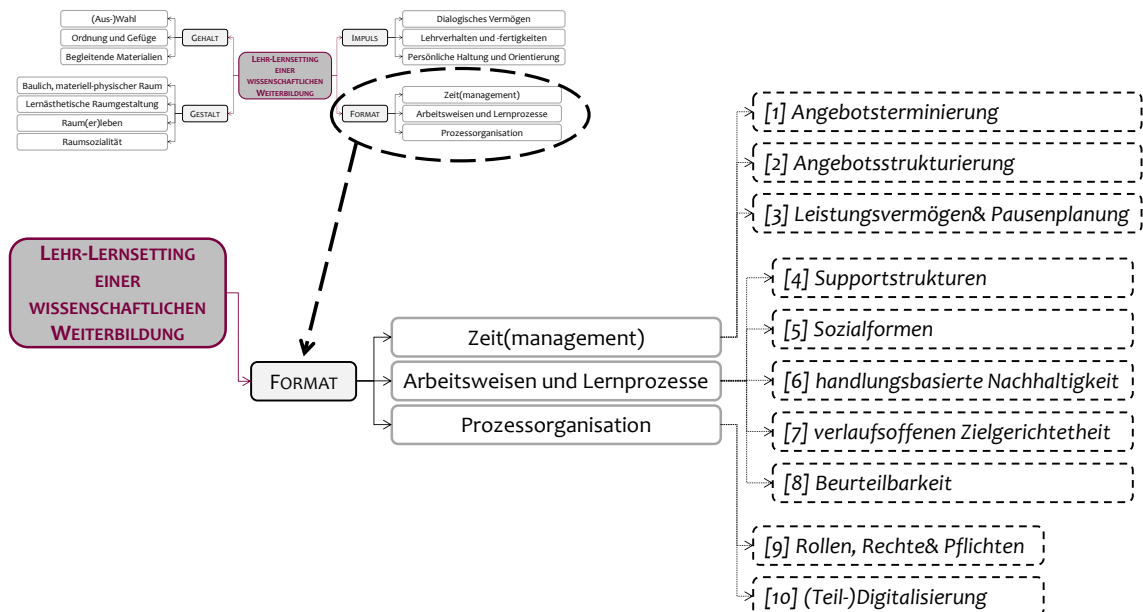 (Aus-)Wahl
Ordnung und Gefüge
Begleitende Materialien
GEHALT
Baulich, materiell-physischer Raum
Lernästhetische Raumgestaltung
Raum(er)leben
Raumsozialität
GESTALT
LEHR-LERNSETTING
EINER
WISSENSCHAFTLICHEN
WEITERBILDUNG
IMPULS
Dialogisches Vermögen
Lehrverhalten und -fertigkeiten
Persönliche Haltung und Orientierung
FORMAT
Zeit(management)
Arbeitsweisen und Lernprozesse
Prozessorganisation
LEHR-LERNSETTING
EINER
WISSENSCHAFTLICHEN
WEITERBILDUNG
FORMAT
Zeit(management)
Arbeitsweisen und Lernprozesse
Prozessorganisation
[1] Angebotsterminierung
[2] Angebotsstrukturierung
[3] Leistungsvermögen& Pausenplanung
[4] Supportstrukturen
[5] Sozialformen
[6] handlungsbasierte Nachhaltigkeit
[7] verlaufsoffenen Zielgerichtetheit
[8] Beurteilbarkeit
[9] Rollen, Rechte& Pflichten
[10] (Teil-)Digitalisierung